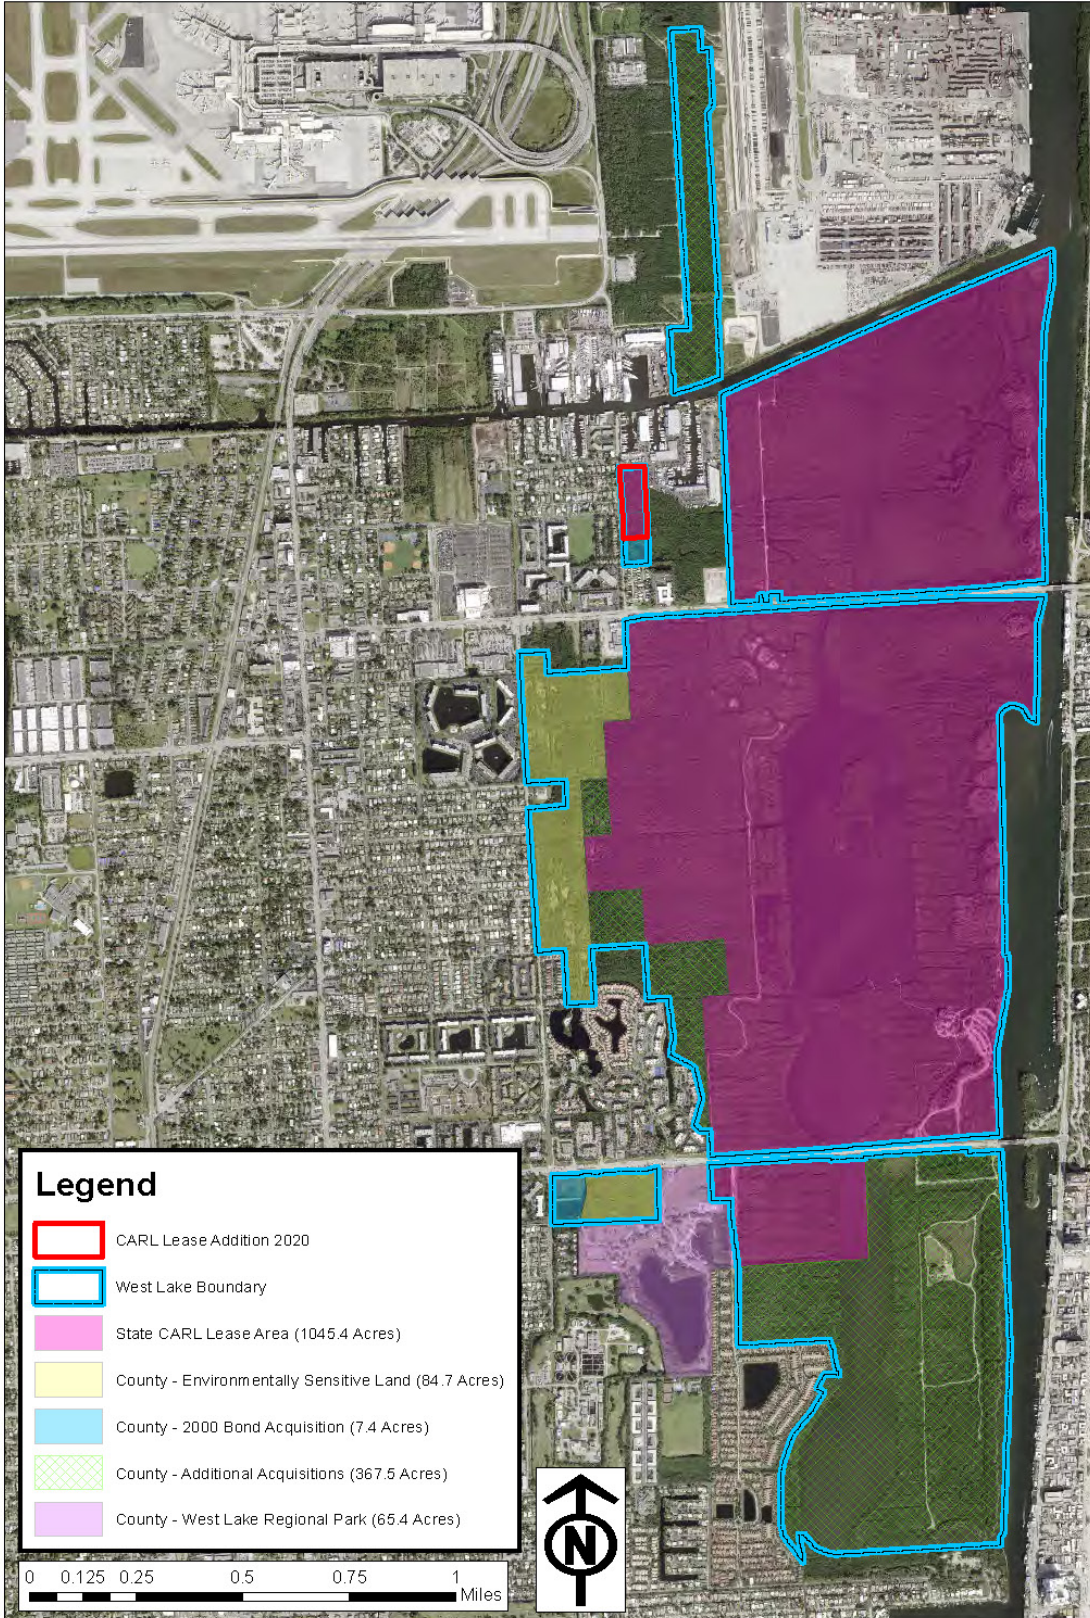 Legend
CARL Lease Addition 2020
West Lake Boundary
State CARL Lease Area (1045.4 Acres)
County - Environmentally Sensitive Land (84.7 Acres)
County - 2000 Bond Acquisition (7.4 Acres)
County - Additional Acquisitions (367.5 Acres)
County - West Lake Regional Park (65.4 Acres)
0 0.125 0.25 0.5 0.75 1
Miles
N